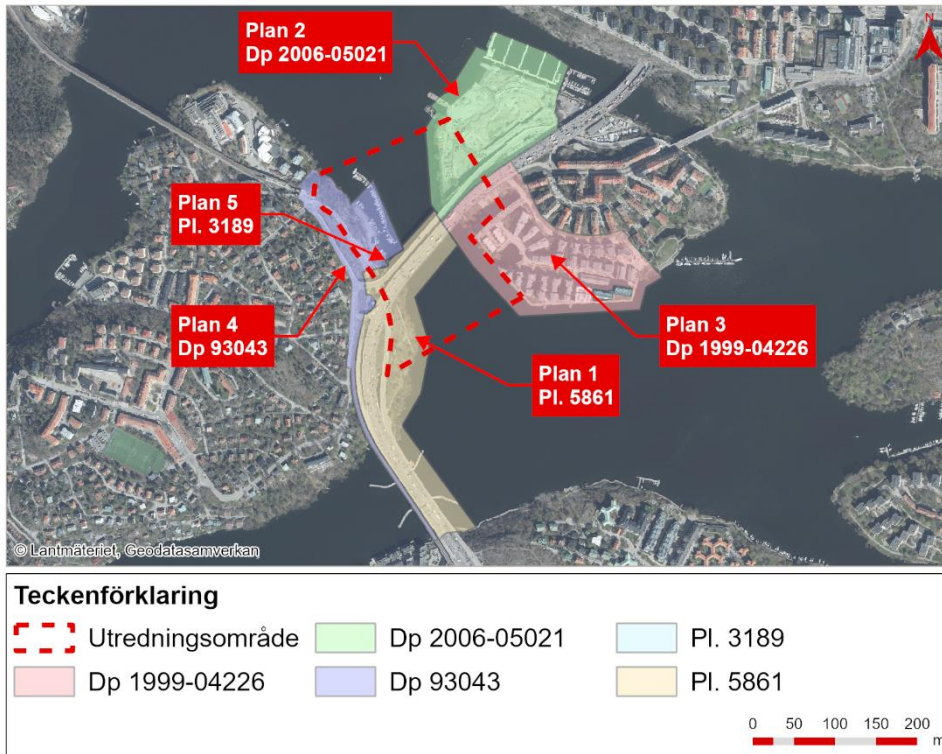 Plan 2
Dp 2006-05021
N
Plan 5
Pl. 3189
Plan 4
Dp 93043
Plan 3
Dp 1999-04226
Plan 1
Pl. 5861
© Lantmäteriet, Geodatasamverkan
Teckenförklaring
Utredningsområde
Dp 2006-05021
Pl. 3189
Dp 1999-04226
Dp 93043
Pl. 5861
0 50 100 150 200
m